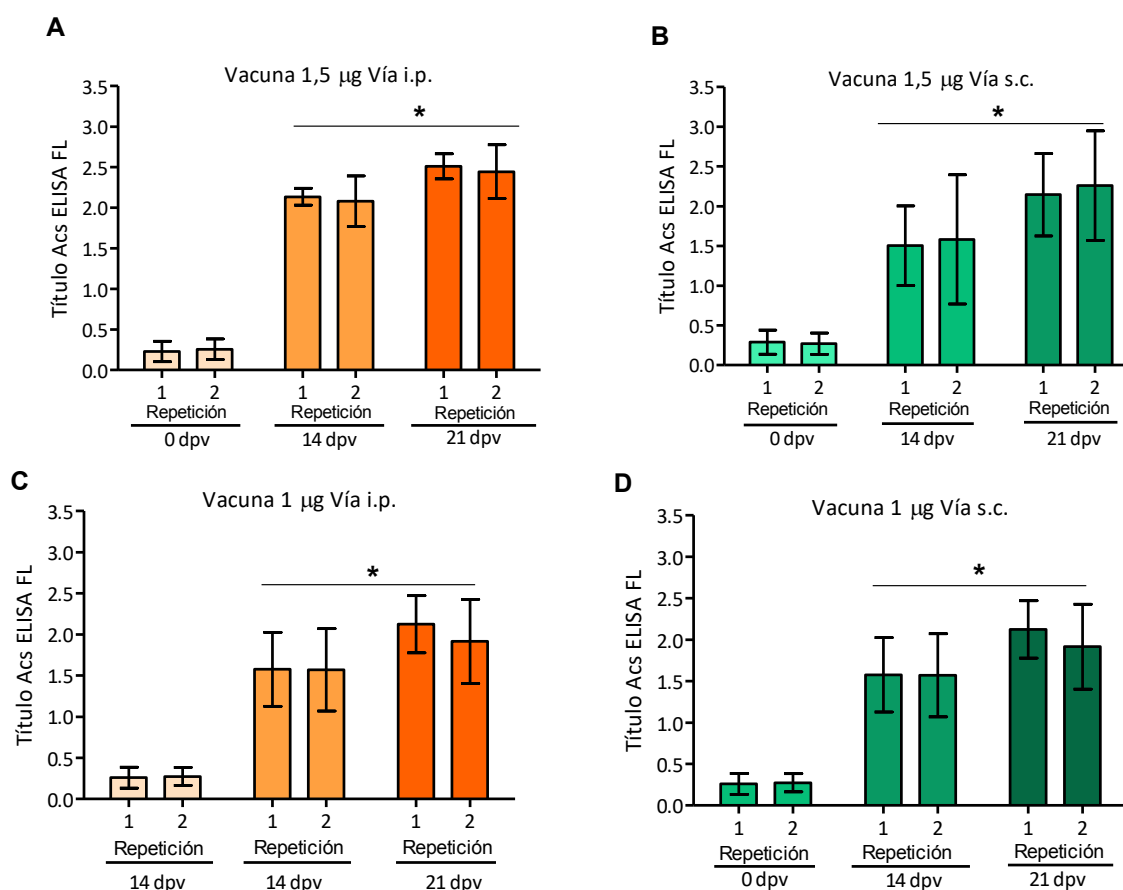 A
Vacuna 1,5 μg Vía i.p.
Título Acs ELISA FL
3.5
3.0
2.5
2.0
1.5
1.0
0.5
0.0
*
1 2 1 2 1 2
Repetición Repetición Repetición
0 dpv 14 dpv 21 dpv
B
Vacuna 1,5 μg Vía s.c.
Título Acs ELISA FL
3.5
3.0
2.5
2.0
1.5
1.0
0.5
0.0
*
1 2 1 2 1 2
Repetición Repetición Repetición
0 dpv 14 dpv 21 dpv
C
Vacuna 1 μg Vía i.p.
Título Acs ELISA FL
3.5
3.0
2.5
2.0
1.5
1.0
0.5
0.0
*
1 2 1 2 1 2
Repetición Repetición Repetición
14 dpv 14 dpv 21 dpv
D
Vacuna 1 μg Vía s.c.
Título Acs ELISA FL
3.5
3.0
2.5
2.0
1.5
1.0
0.5
0.0
*
1 2 1 2 1 2
Repetición Repetición Repetición
0 dpv 14 dpv 21 dpv